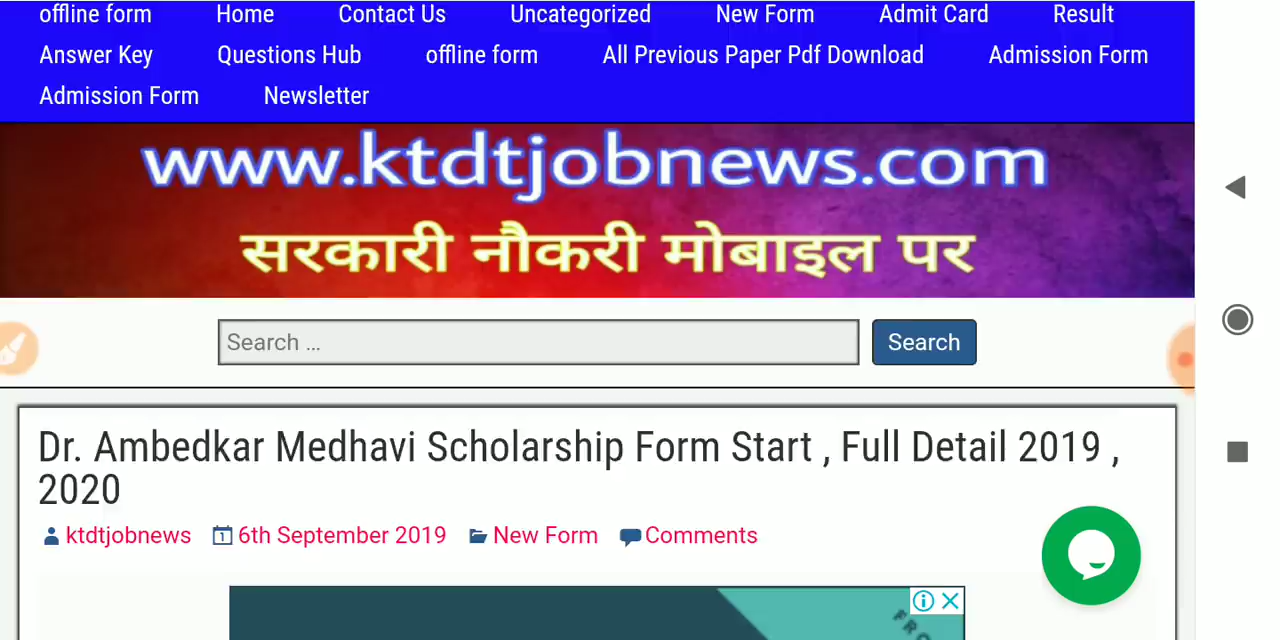 offline form Home Contact Us Uncategorized New Form Admit Card Result
Answer Key Questions Hub offline form All Previous Paper Pdf Download Admission Form
Admission Form Newsletter
www.ktdtjobnews.com
सरकारी नौकरी मोबाइल पर
Search ... Search
Dr. Ambedkar Medhavi Scholarship Form Start , Full Detail 2019 ,
2020
ktdtjobnews 6th September 2019 New Form Comments